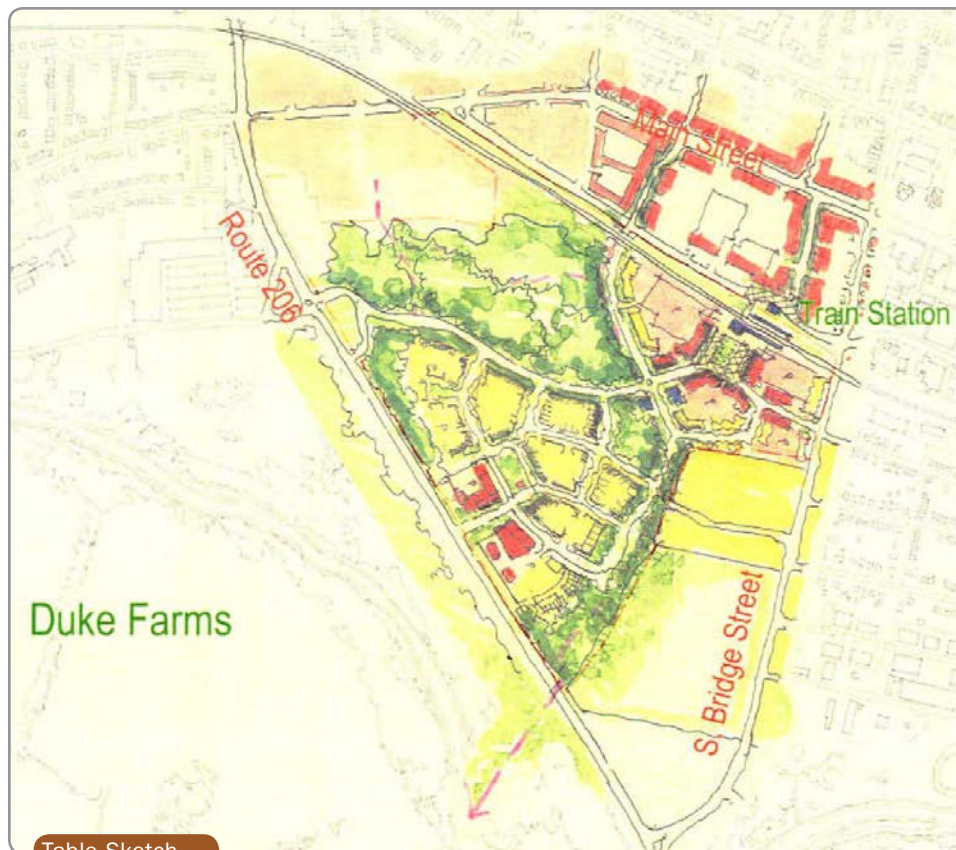 Main Street
Route 206
Train Station
Duke Farms
S. Bridge Street
Table Sketch